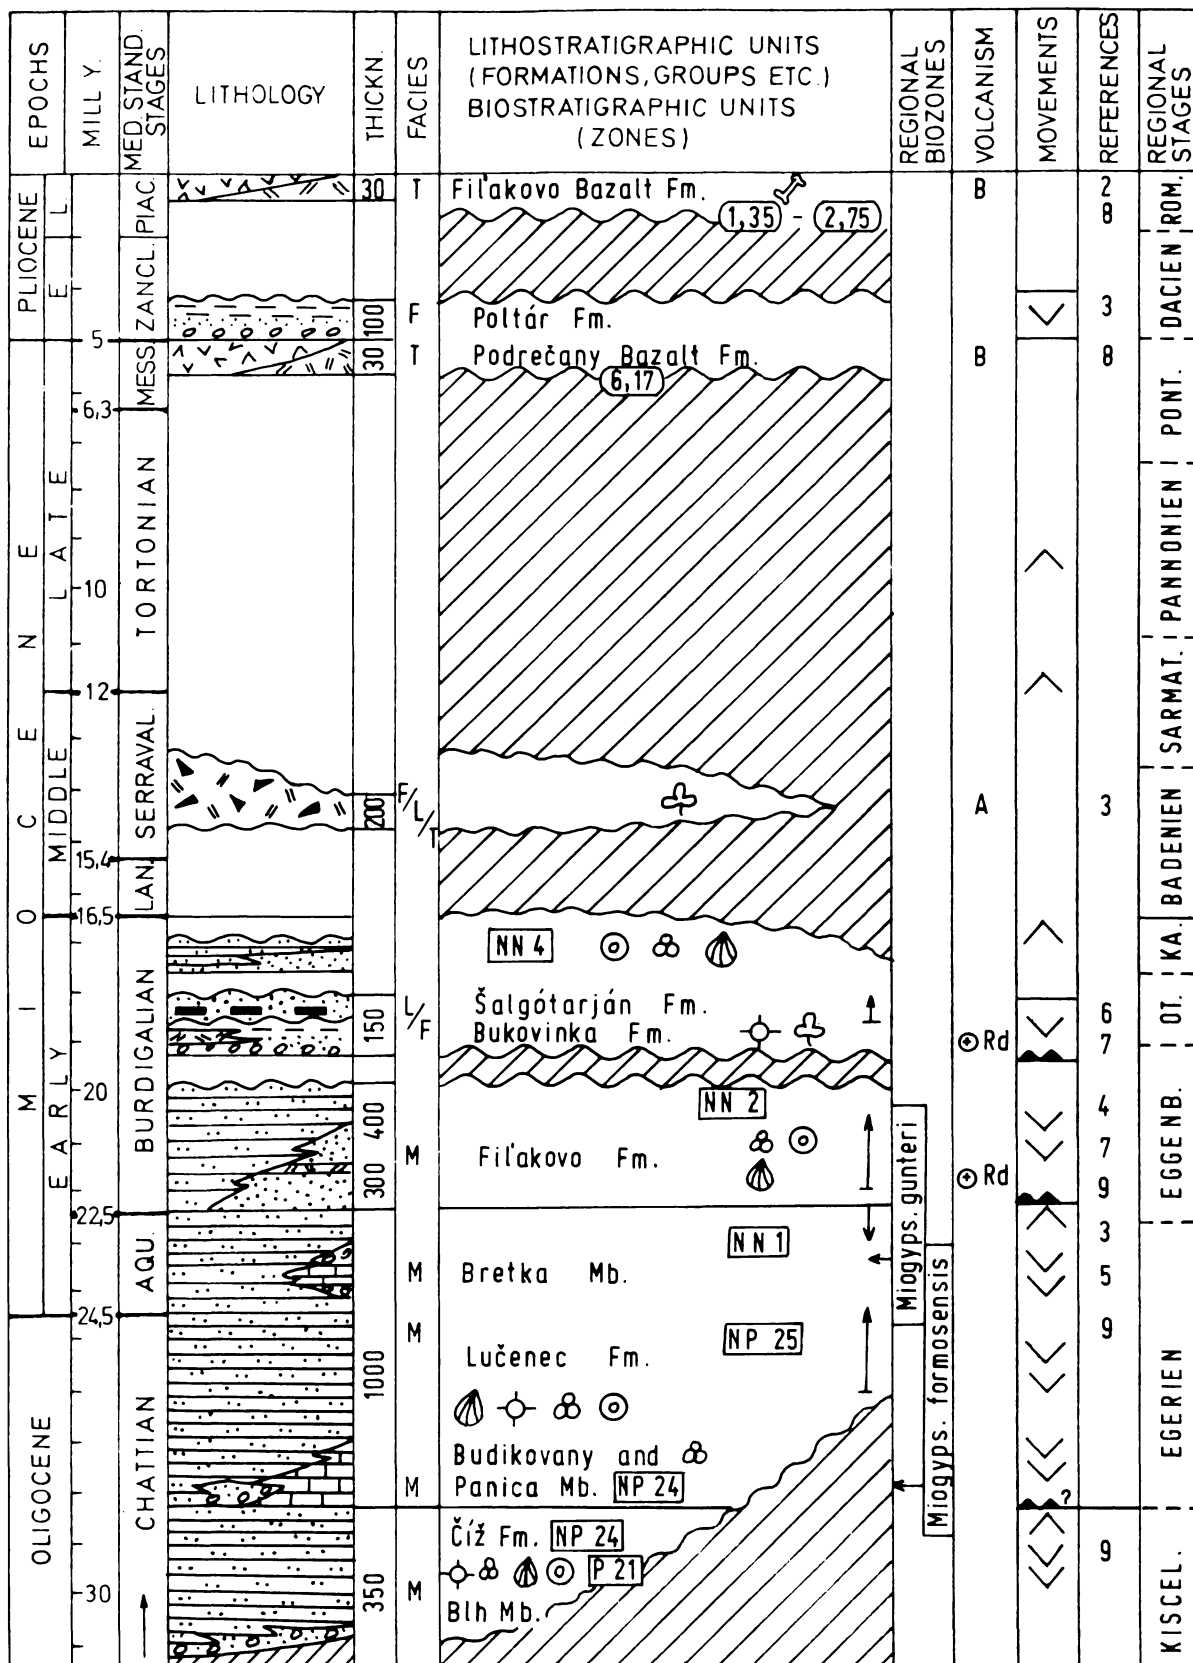 EPOCHS
MILL Y.
MED. STAND. STAGES
LITHOLOGY
THICKN.
FACIES
LITHOSTRATIGRAPHIC UNITS
(FORMATIONS, GROUPS ETC.)
BIOSTRATIGRAPHIC UNITS
(ZONES)
REGIONAL BIOZONES
VOLCANISM
MOVEMENTS
REFERENCES
REGIONAL STAGES
PLIOCENE
L.
E
PIAC.
30
T
Fiľakovo Bazalt Fm.
1,35 - 2,75
B
2
8
ROM.
ZANCL.
100
F
Poltár Fm.
3
DACIEN
5
MIOCENE
LATE
MESS.
30
T
Podrečany Bazalt Fm.
6,17
B
8
PONT.
6,3
TORTONIAN
10
PANNONIEN
12
SARMAT.
MIDDLE
SERRAVAL.
200
F/L/T
A
3
BADENIEN
15,4
LAN.
16,5
EARLY
BURDIGALIAN
NN 4
KA.
150
L/F
Šalgótarján Fm.
Bukovinka Fm.
Rd
6
7
OT.
20
400
300
M
NN 2
Fiľakovo Fm.
Rd
4
7
9
EGGENB.
22,5
AQU.
NN 1
M
Bretka Mb.
Miogyps. gunteri
3
5
24,5
OLIGOCENE
CHATTIAN
1000
M
NP 25
Lučenec Fm.
Miogyps. formosensis
9
EGERIEN
Budikovany and
M
Panica Mb. NP 24
?
Číž Fm. NP 24
P 21
350
M
Blh Mb.
9
30
KISCEL.